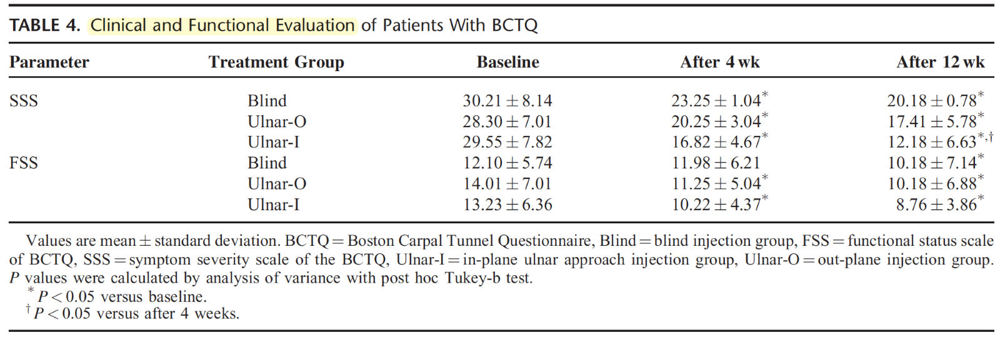 TABLE 4. Clinical and Functional Evaluation of Patients With BCTQ
Parameter Treatment Group Baseline After 4 wk After 12 wk
SSS Blind 30.21 ± 8.14 23.25 ± 1.04* 20.18 ± 0.78*
Ulnar-O 28.30 ± 7.01 20.25 ± 3.04* 17.41 ± 5.78*
Ulnar-I 29.55 ± 7.82 16.82 ± 4.67* 12.18 ± 6.63*,†
FSS Blind 12.10 ± 5.74 11.98 ± 6.21 10.18 ± 7.14*
Ulnar-O 14.01 ± 7.01 11.25 ± 5.04* 10.18 ± 6.88*
Ulnar-I 13.23 ± 6.36 10.22 ± 4.37* 8.76 ± 3.86*
Values are mean ± standard deviation. BCTQ = Boston Carpal Tunnel Questionnaire, Blind = blind injection group, FSS = functional status scale
of BCTQ, SSS = symptom severity scale of the BCTQ, Ulnar-I = in-plane ulnar approach injection group, Ulnar-O = out-plane injection group.
P values were calculated by analysis of variance with post hoc Tukey-b test.
* P < 0.05 versus baseline.
† P < 0.05 versus after 4 weeks.